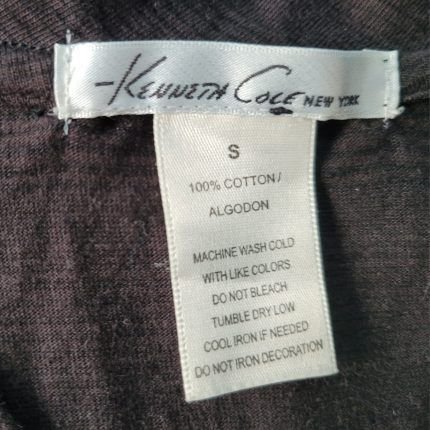 KENNETH COLE NEW YORK
S
100% COTTON/
ALGODON
MACHINE WASH COLD
WITH LIKE COLORS
DO NOT BLEACH
TUMBLE DRY LOW
COOL IRON IF NEEDED
DO NOT IRON DECORATION